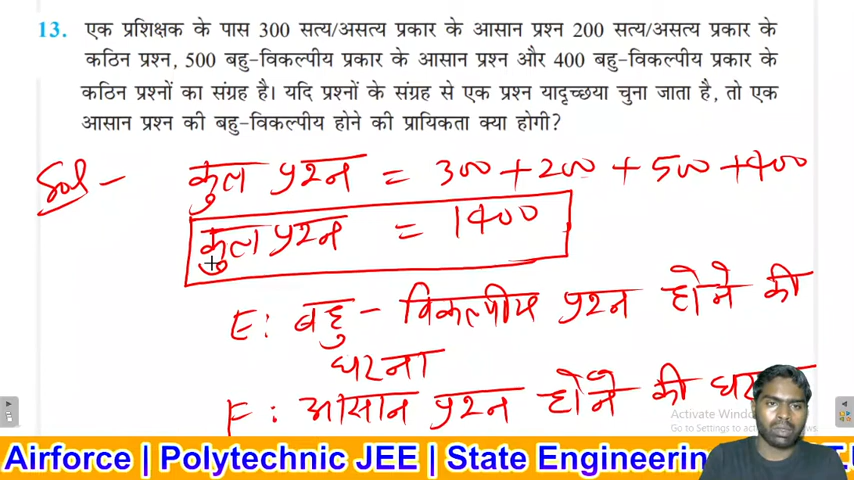 13. एक प्रशिक्षक के पास 300 सत्य/असत्य प्रकार के आसान प्रश्न 200 सत्य/असत्य प्रकार के
कठिन प्रश्न, 500 बहु-विकल्पीय प्रकार के आसान प्रश्न और 400 बहु-विकल्पीय प्रकार के
कठिन प्रश्नों का संग्रह है। यदि प्रश्नों के संग्रह से एक प्रश्न यादृच्छया चुना जाता है, तो एक
आसान प्रश्न की बहु-विकल्पीय होने की प्रायिकता क्या होगी?
Sol - कुल प्रश्न = 300 + 200 + 500 + 400
कुल प्रश्न = 1400
E: बहु - विकल्पीय प्रश्न होने की
घटना
F: आसान प्रश्न होने की
Activate Windo
Go to Settings to activate
Airforce | Polytechnic JEE | State Engineering